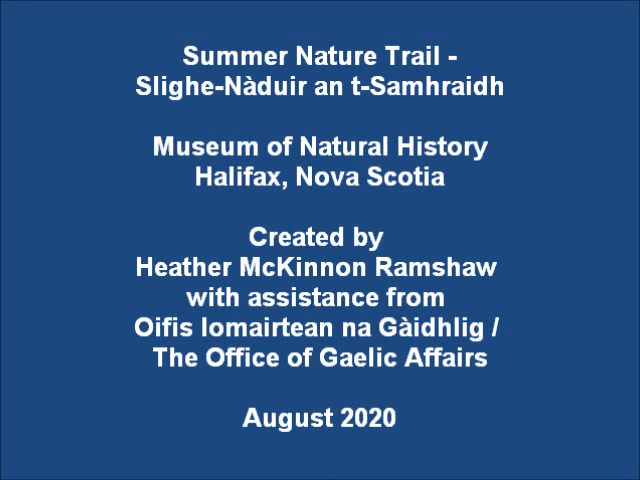 Summer Nature Trail -
Slighe-Nàduir an t-Samhraidh
Museum of Natural History
Halifax, Nova Scotia
Created by
Heather McKinnon Ramshaw
with assistance from
Oifis Iomairtean na Gàidhlig /
The Office of Gaelic Affairs
August 2020